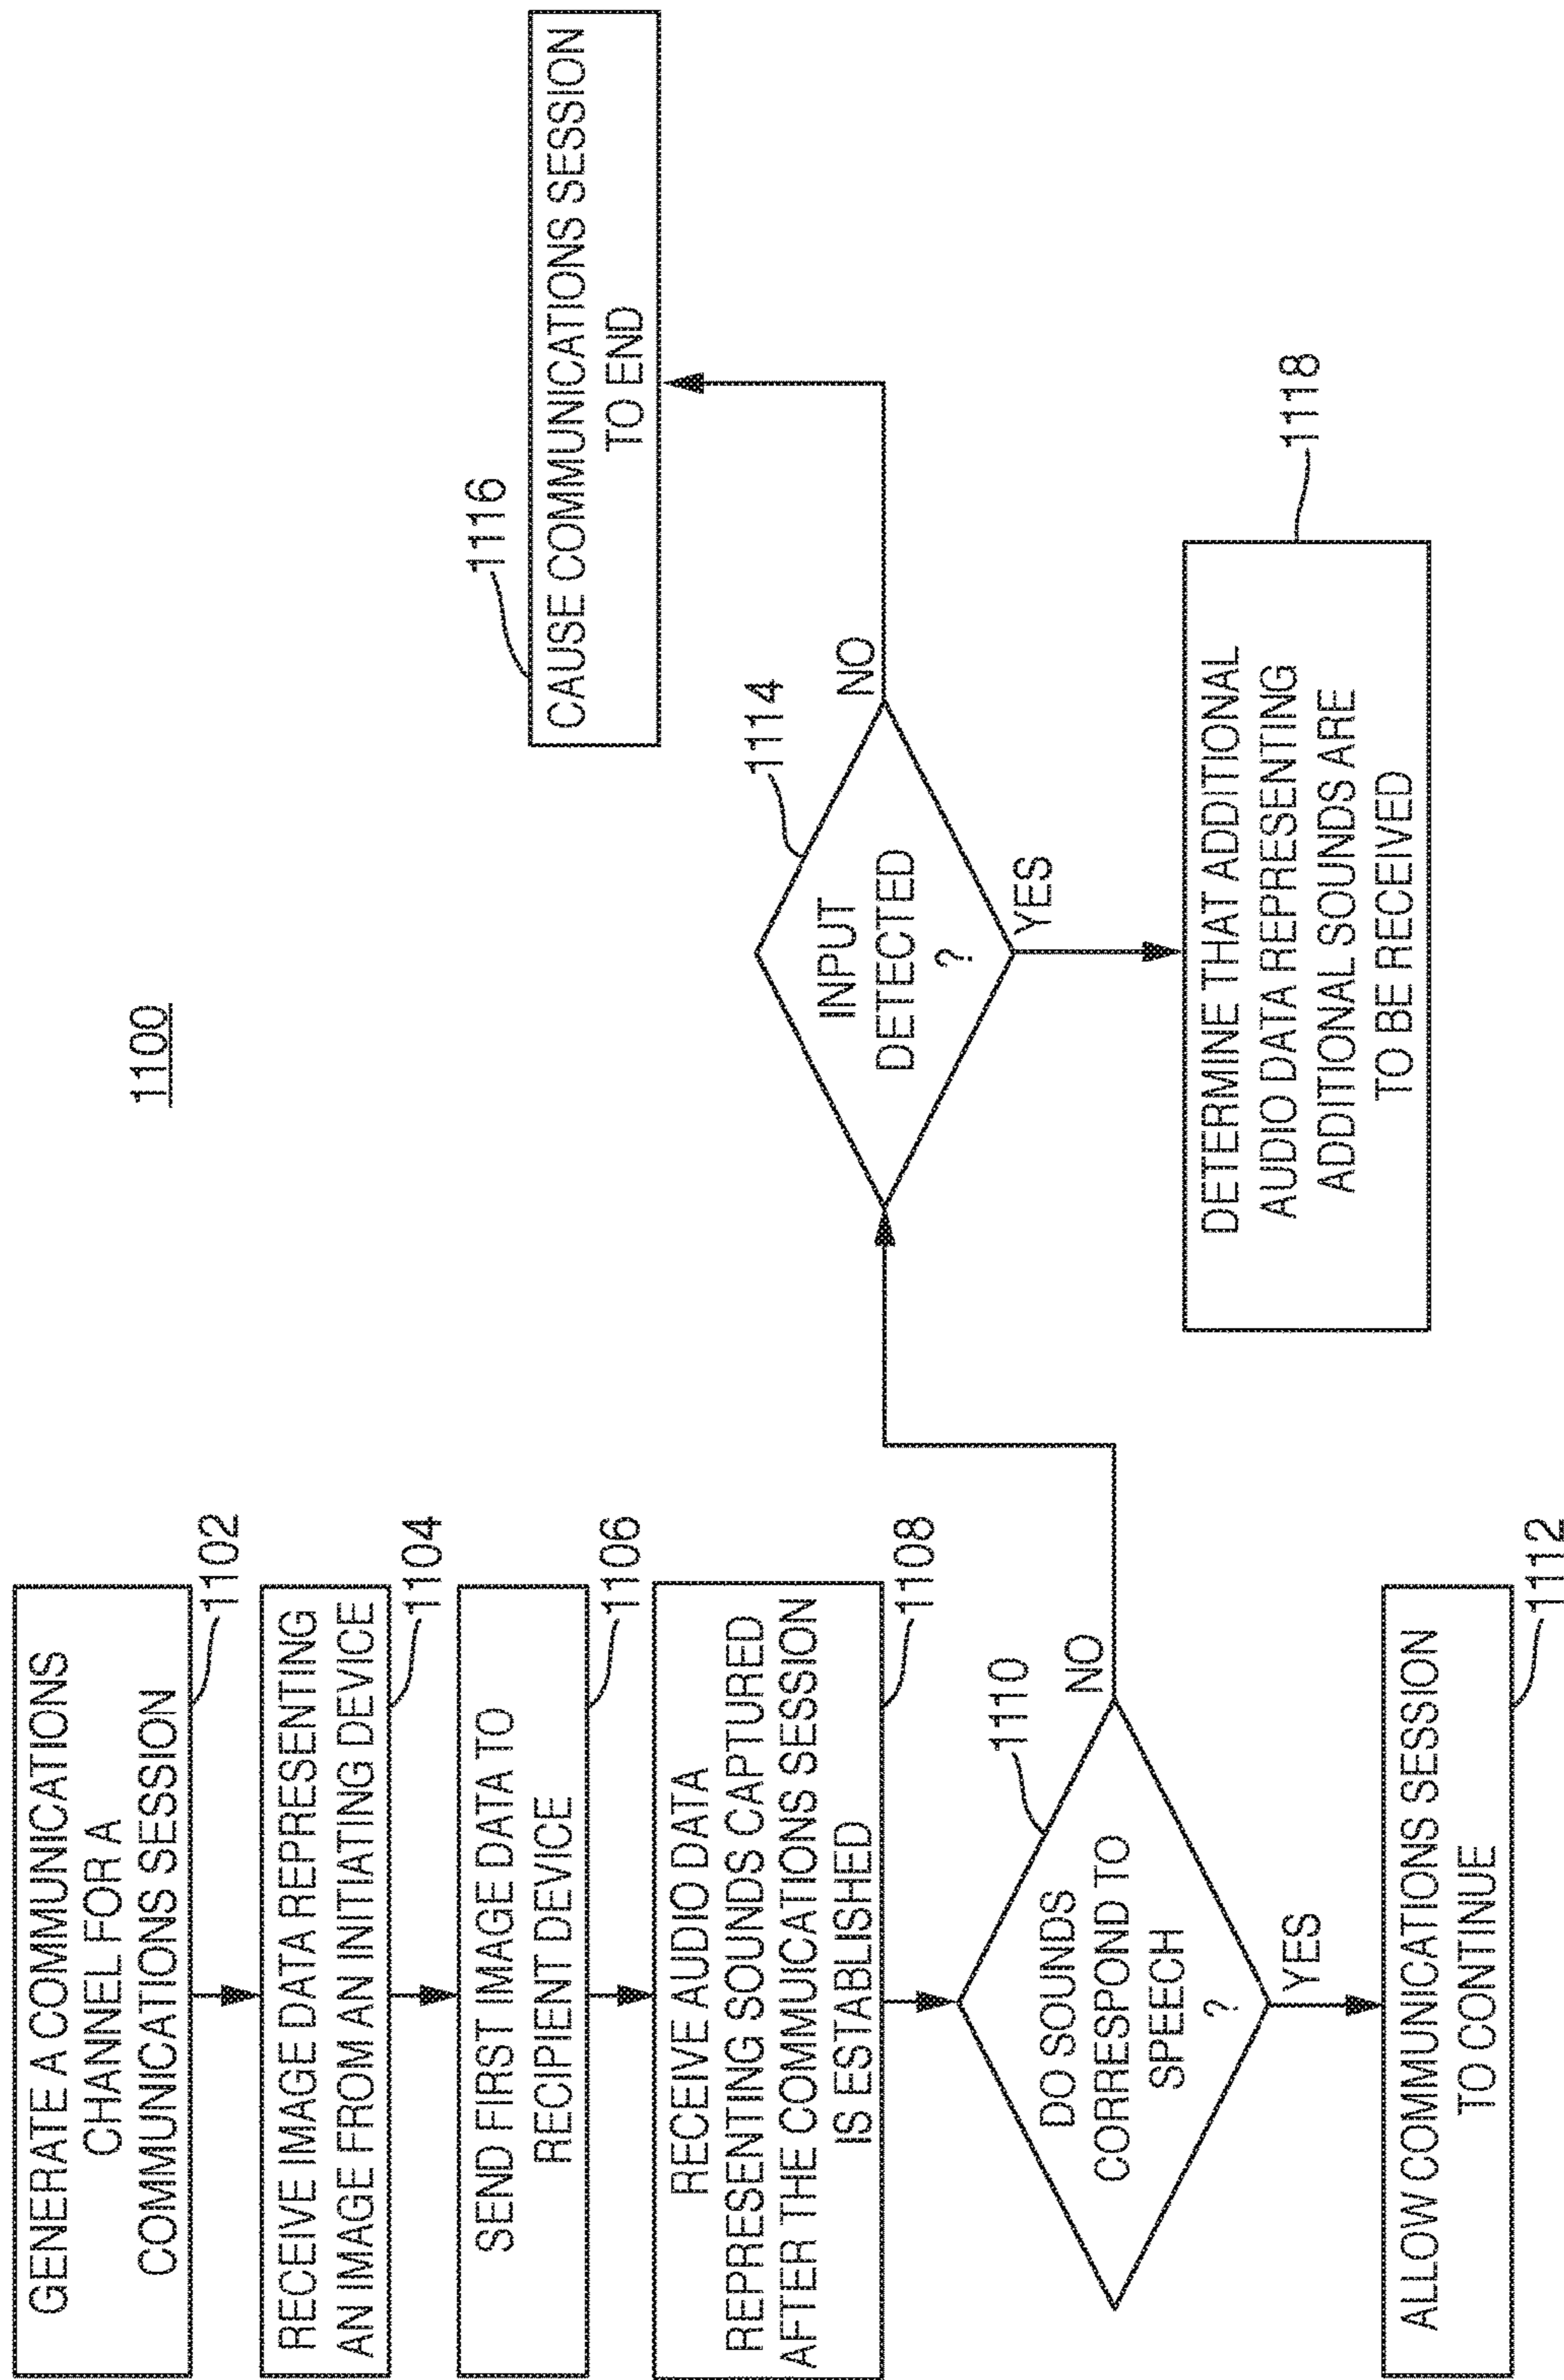 1100
GENERATE A COMMUNICATIONS
CHANNEL FOR A
COMMUNICATIONS SESSION
1102
RECEIVE IMAGE DATA REPRESENTING
AN IMAGE FROM AN INITIATING DEVICE
1104
SEND FIRST IMAGE DATA TO
RECIPIENT DEVICE
1106
RECEIVE AUDIO DATA
REPRESENTING SOUNDS CAPTURED
AFTER THE COMMUICATIONS SESSION
IS ESTABLISHED
1108
DO SOUNDS
CORRESPOND TO
SPEECH
?
1110
NO
YES
ALLOW COMMUNICATIONS SESSION
TO CONTINUE
1112
INPUT
DETECTED
?
1114
NO
YES
CAUSE COMMUNICATIONS SESSION
TO END
1116
DETERMINE THAT ADDITIONAL
AUDIO DATA REPRESENTING
ADDITIONAL SOUNDS ARE
TO BE RECEIVED
1118